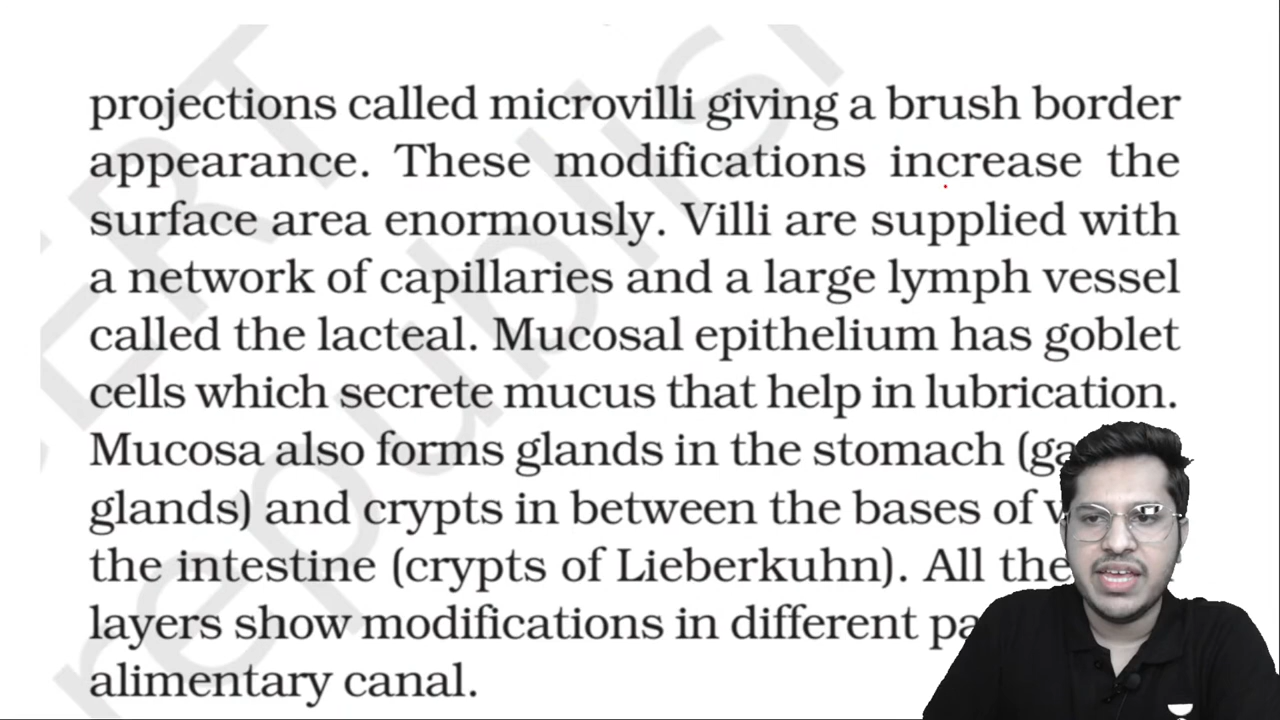 projections called microvilli giving a brush border
appearance. These modifications increase the
surface area enormously. Villi are supplied with
a network of capillaries and a large lymph vessel
called the lacteal. Mucosal epithelium has goblet
cells which secrete mucus that help in lubrication.
Mucosa also forms glands in the stomach (ga
glands) and crypts in between the bases of v
the intestine (crypts of Lieberkuhn). All the
layers show modifications in different pa
alimentary canal.